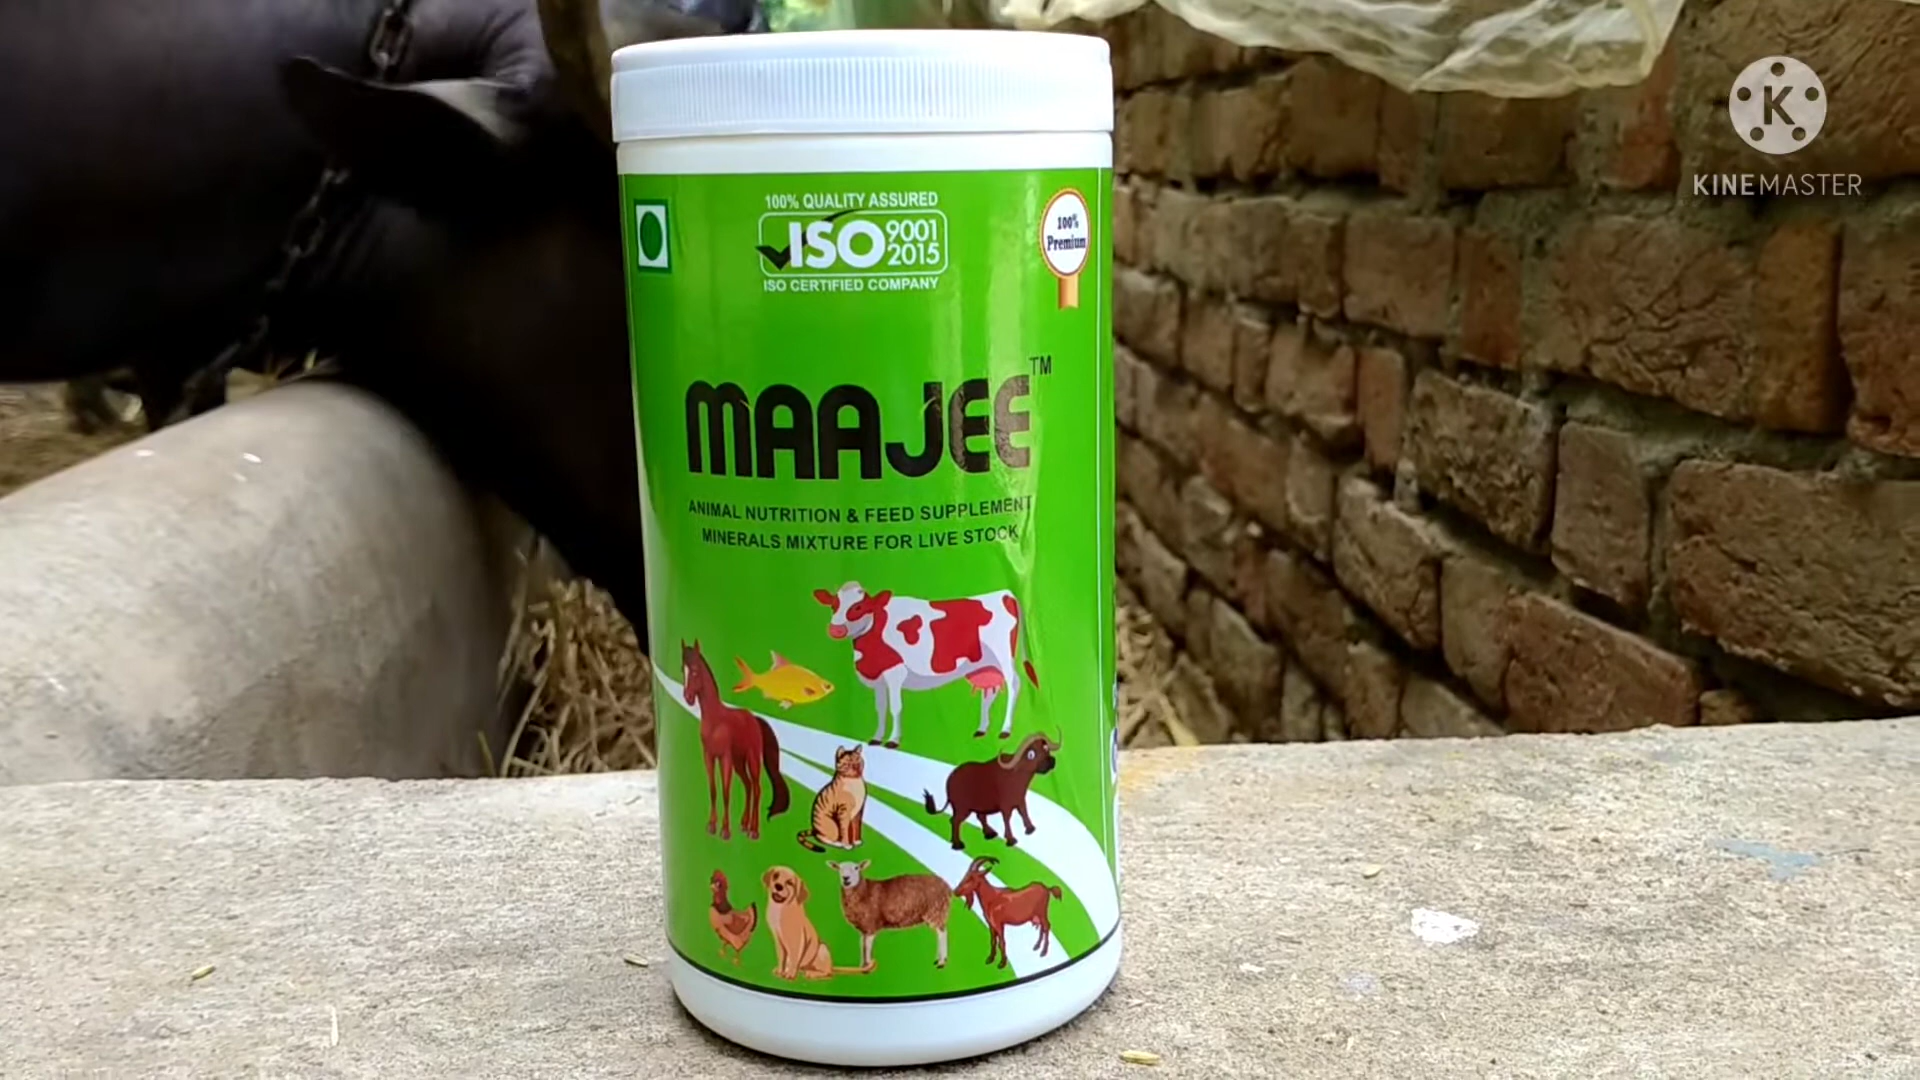 100% QUALITY ASSURED
ISO 9001 2015
ISO CERTIFIED COMPANY
100% Premium
MAAJEE™
ANIMAL NUTRITION & FEED SUPPLEMENT
MINERALS MIXTURE FOR LIVE STOCK
K
KINEMASTER